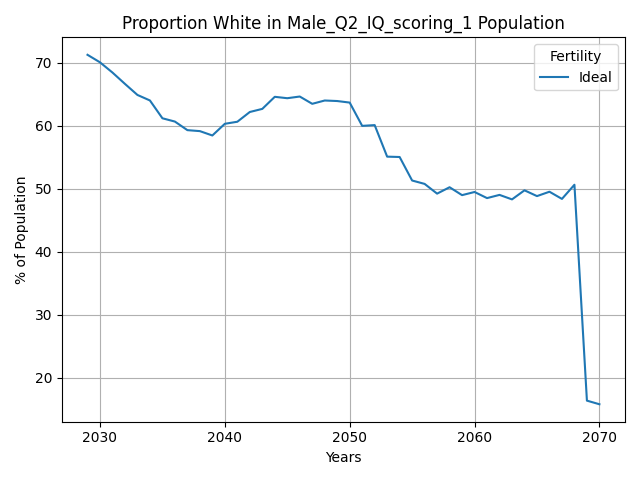 Proportion White in Male_Q2_IQ_scoring_1 Population
Fertility
Ideal
% of Population
70
60
50
40
30
20
2030 2040 2050 2060 2070
Years